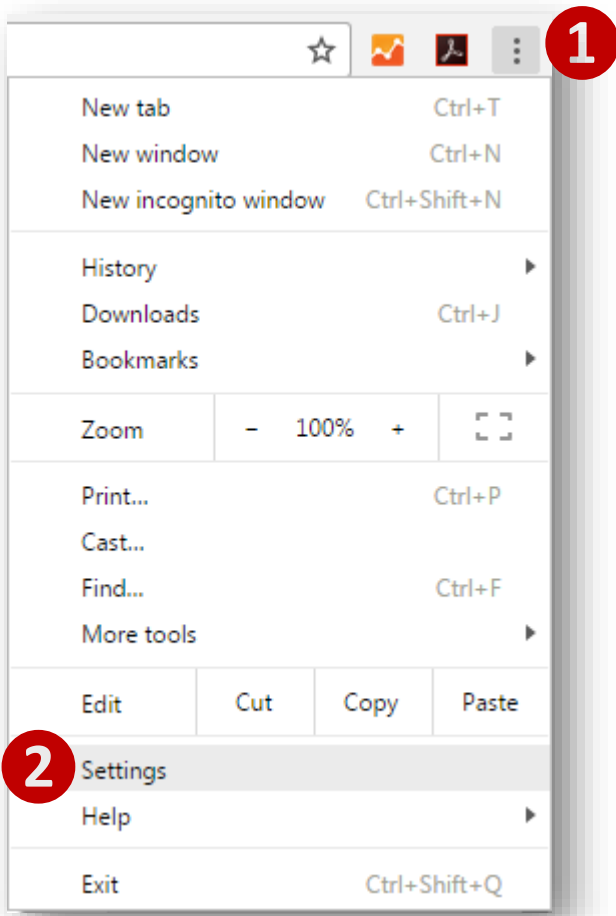 1
New tab Ctrl+T
New window Ctrl+N
New incognito window Ctrl+Shift+N
History
Downloads Ctrl+J
Bookmarks
Zoom - 100% +
Print... Ctrl+P
Cast...
Find... Ctrl+F
More tools
Edit Cut Copy Paste
2 Settings
Help
Exit Ctrl+Shift+Q